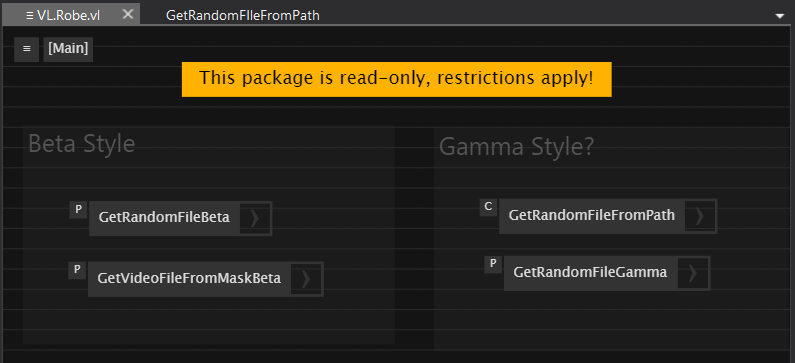 ≡ VL.Robe.vl ✕ GetRandomFIleFromPath
≡ [Main]
This package is read-only, restrictions apply!
Beta Style
P GetRandomFileBeta
P GetVideoFileFromMaskBeta
Gamma Style?
C GetRandomFileFromPath
P GetRandomFileGamma